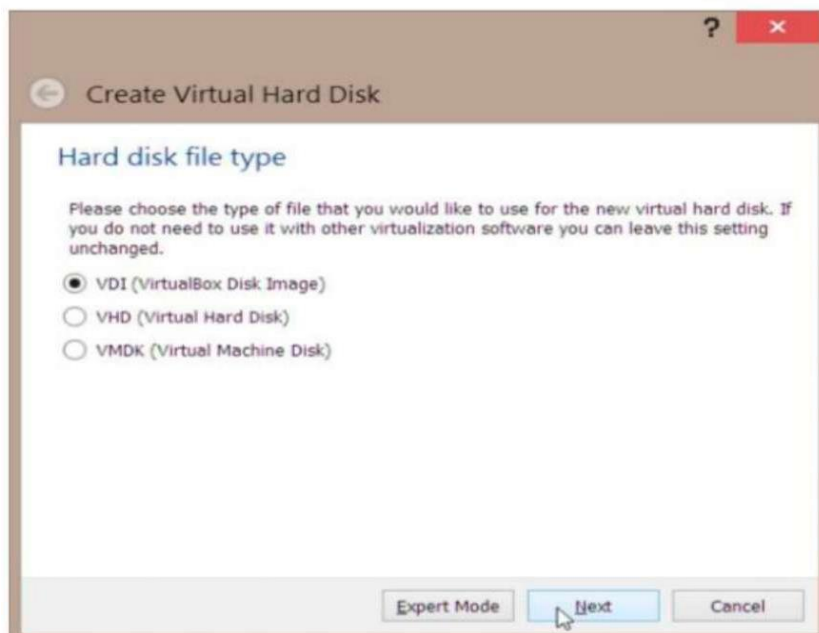 ?
Create Virtual Hard Disk
Hard disk file type
Please choose the type of file that you would like to use for the new virtual hard disk. If
you do not need to use it with other virtualization software you can leave this setting
unchanged.
VDI (VirtualBox Disk Image)
VHD (Virtual Hard Disk)
VMDK (Virtual Machine Disk)
Expert Mode
Next
Cancel